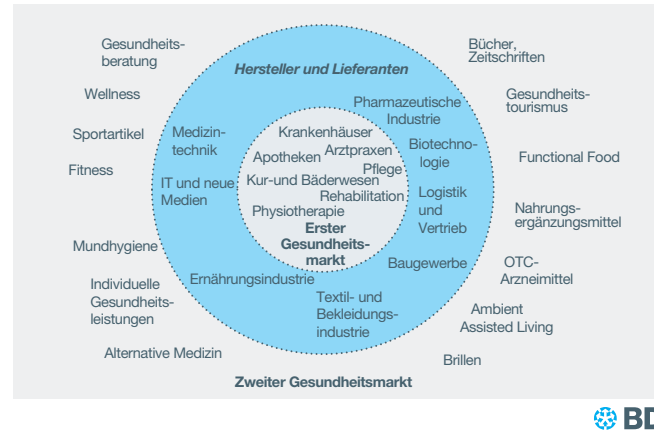 Gesundheits-
beratung
Wellness
Sportartikel
Fitness
Mundhygiene
Individuelle
Gesundheits-
leistungen
Alternative Medizin
Hersteller und Lieferanten
Pharmazeutische
Industrie
Medizin-
technik
Biotechno-
logie
IT und neue
Medien
Logistik
und
Vertrieb
Baugewerbe
Ernährungsindustrie
Textil- und
Bekleidungs-
industrie
Krankenhäuser
Arztpraxen
Apotheken
Pflege
Kur-und Bäderwesen
Rehabilitation
Physiotherapie
Erster
Gesundheits-
markt
Bücher,
Zeitschriften
Gesundheits-
tourismus
Functional Food
Nahrungs-
ergänzungsmittel
OTC-
Arzneimittel
Ambient
Assisted Living
Brillen
Zweiter Gesundheitsmarkt